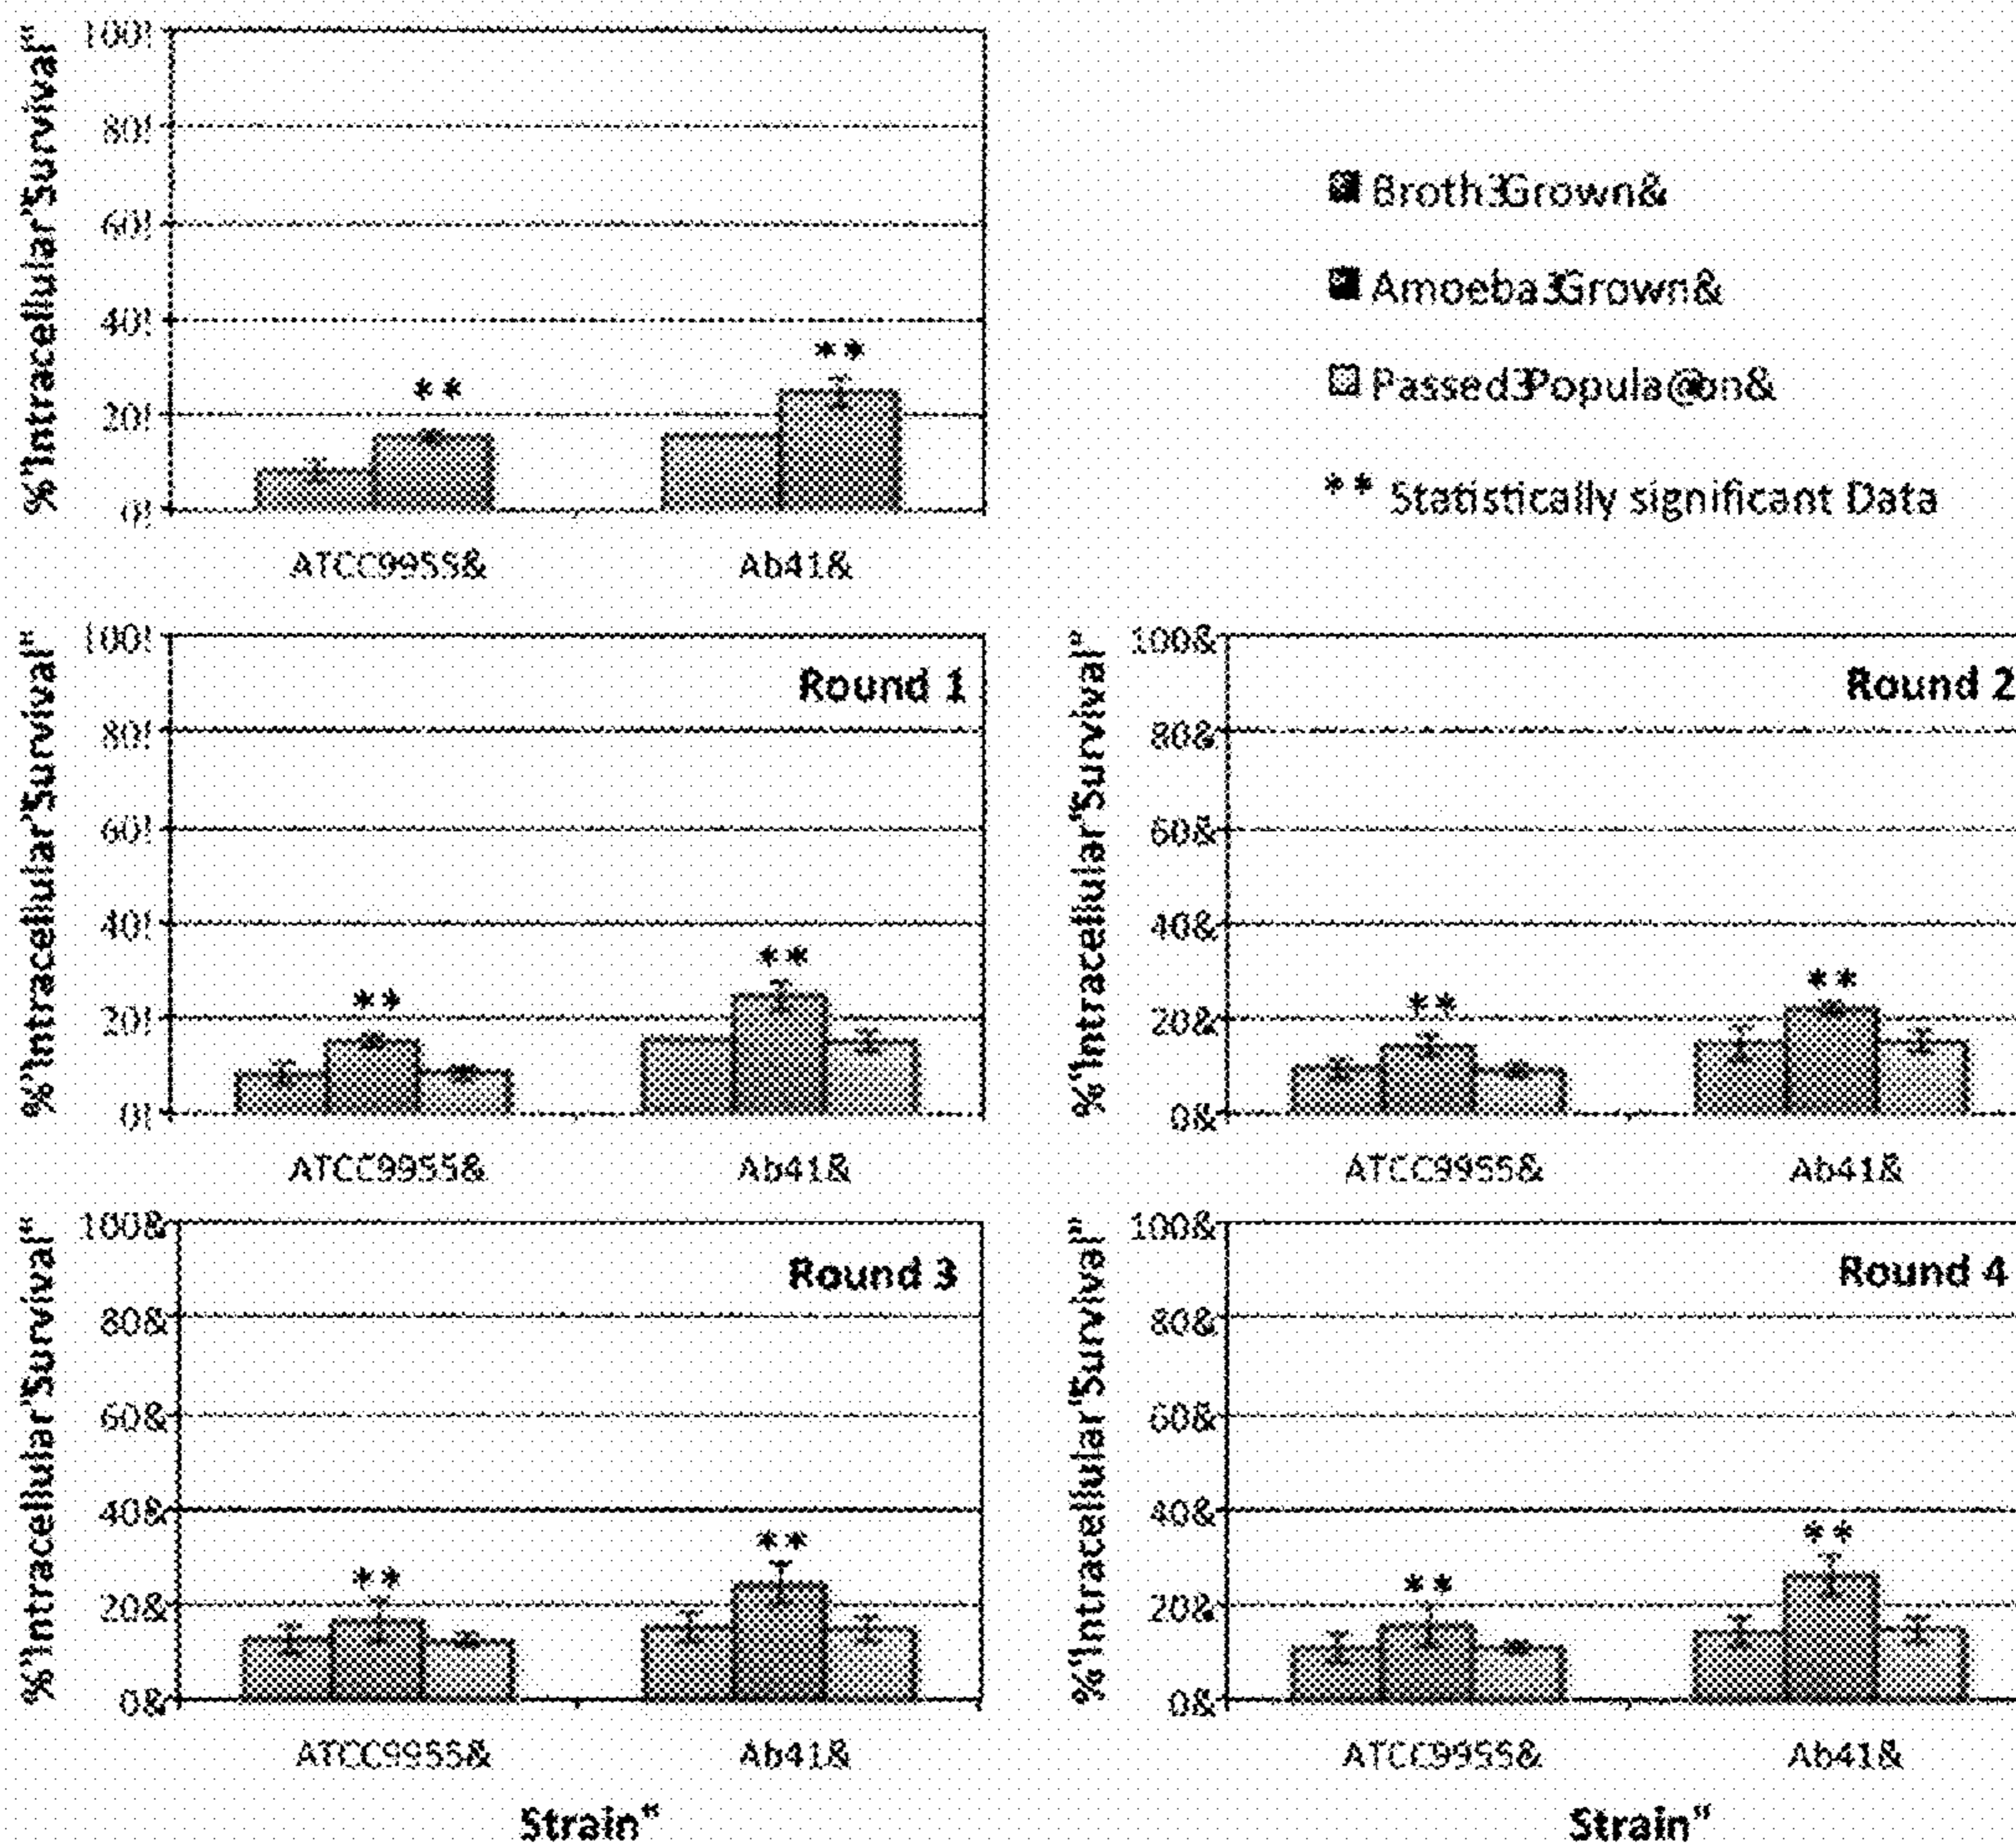 %"Intracellular"Survival"
100!
80!
60!
40!
20!
0!
ATCC9955& Ab41&
Broth3Grown&
Amoeba3Grown&
Passed3Popula@on&
** Statistically significant Data
**
**
%"Intracellular"Survival"
100!
80!
60!
40!
20!
0!
Round 1
**
**
ATCC9955& Ab41&
%"Intracellular"Survival"
100&
80&
60&
40&
20&
0&
Round 2
**
**
ATCC9955& Ab41&
%"Intracellular"Survival"
100&
80&
60&
40&
20&
0&
Round 3
**
**
ATCC9955& Ab41&
Strain"
%"Intracellular"Survival"
100&
80&
60&
40&
20&
0&
Round 4
**
**
ATCC9955& Ab41&
Strain"